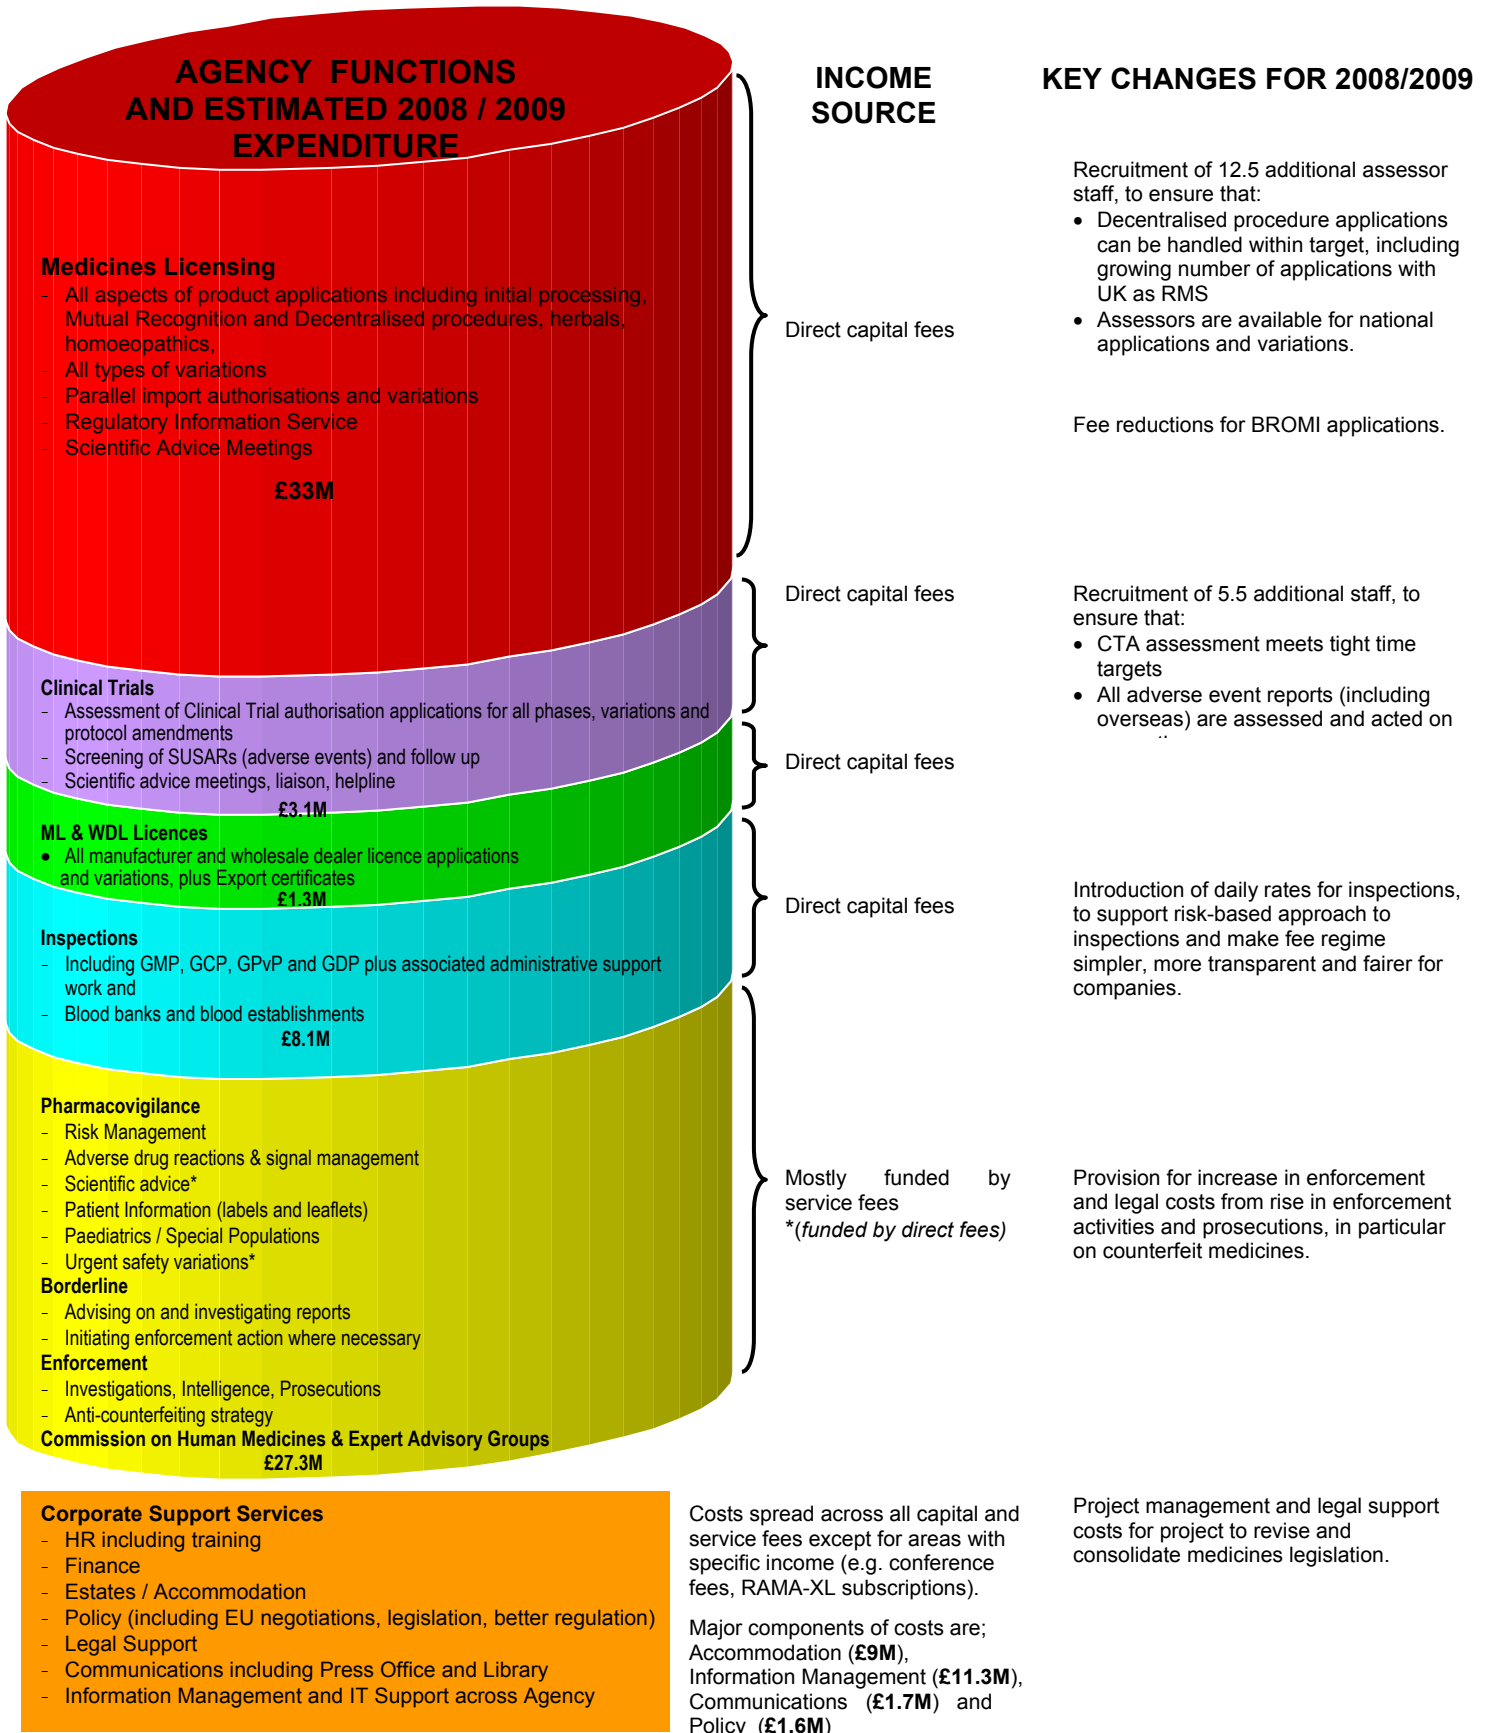 AGENCY FUNCTIONS
AND ESTIMATED 2008 / 2009
EXPENDITURE
INCOME
SOURCE
KEY CHANGES FOR 2008/2009
Medicines Licensing
- All aspects of product applications including initial processing,
Mutual Recognition and Decentralised procedures, herbals,
homoeopathics,
- All types of variations
- Parallel import authorisations and variations
- Regulatory Information Service
- Scientific Advice Meetings
£33M
Direct capital fees
Recruitment of 12.5 additional assessor
staff, to ensure that:
• Decentralised procedure applications
can be handled within target, including
growing number of applications with
UK as RMS
• Assessors are available for national
applications and variations.
Fee reductions for BROMI applications.
Clinical Trials
- Assessment of Clinical Trial authorisation applications for all phases, variations and
protocol amendments
- Screening of SUSARs (adverse events) and follow up
- Scientific advice meetings, liaison, helpline
£3.1M
Direct capital fees
Recruitment of 5.5 additional staff, to
ensure that:
• CTA assessment meets tight time
targets
• All adverse event reports (including
overseas) are assessed and acted on
ML & WDL Licences
• All manufacturer and wholesale dealer licence applications
and variations, plus Export certificates
£1.3M
Direct capital fees
Inspections
- Including GMP, GCP, GPvP and GDP plus associated administrative support
work and
- Blood banks and blood establishments
£8.1M
Direct capital fees
Introduction of daily rates for inspections,
to support risk-based approach to
inspections and make fee regime
simpler, more transparent and fairer for
companies.
Pharmacovigilance
- Risk Management
- Adverse drug reactions & signal management
- Scientific advice*
- Patient Information (labels and leaflets)
- Paediatrics / Special Populations
- Urgent safety variations*
Borderline
- Advising on and investigating reports
- Initiating enforcement action where necessary
Enforcement
- Investigations, Intelligence, Prosecutions
- Anti-counterfeiting strategy
Commission on Human Medicines & Expert Advisory Groups
£27.3M
Mostly funded by
service fees
*(funded by direct fees)
Provision for increase in enforcement
and legal costs from rise in enforcement
activities and prosecutions, in particular
on counterfeit medicines.
Corporate Support Services
- HR including training
- Finance
- Estates / Accommodation
- Policy (including EU negotiations, legislation, better regulation)
- Legal Support
- Communications including Press Office and Library
- Information Management and IT Support across Agency
Costs spread across all capital and
service fees except for areas with
specific income (e.g. conference
fees, RAMA-XL subscriptions).
Major components of costs are;
Accommodation (£9M),
Information Management (£11.3M),
Communications (£1.7M) and
Policy (£1.6M)
Project management and legal support
costs for project to revise and
consolidate medicines legislation.